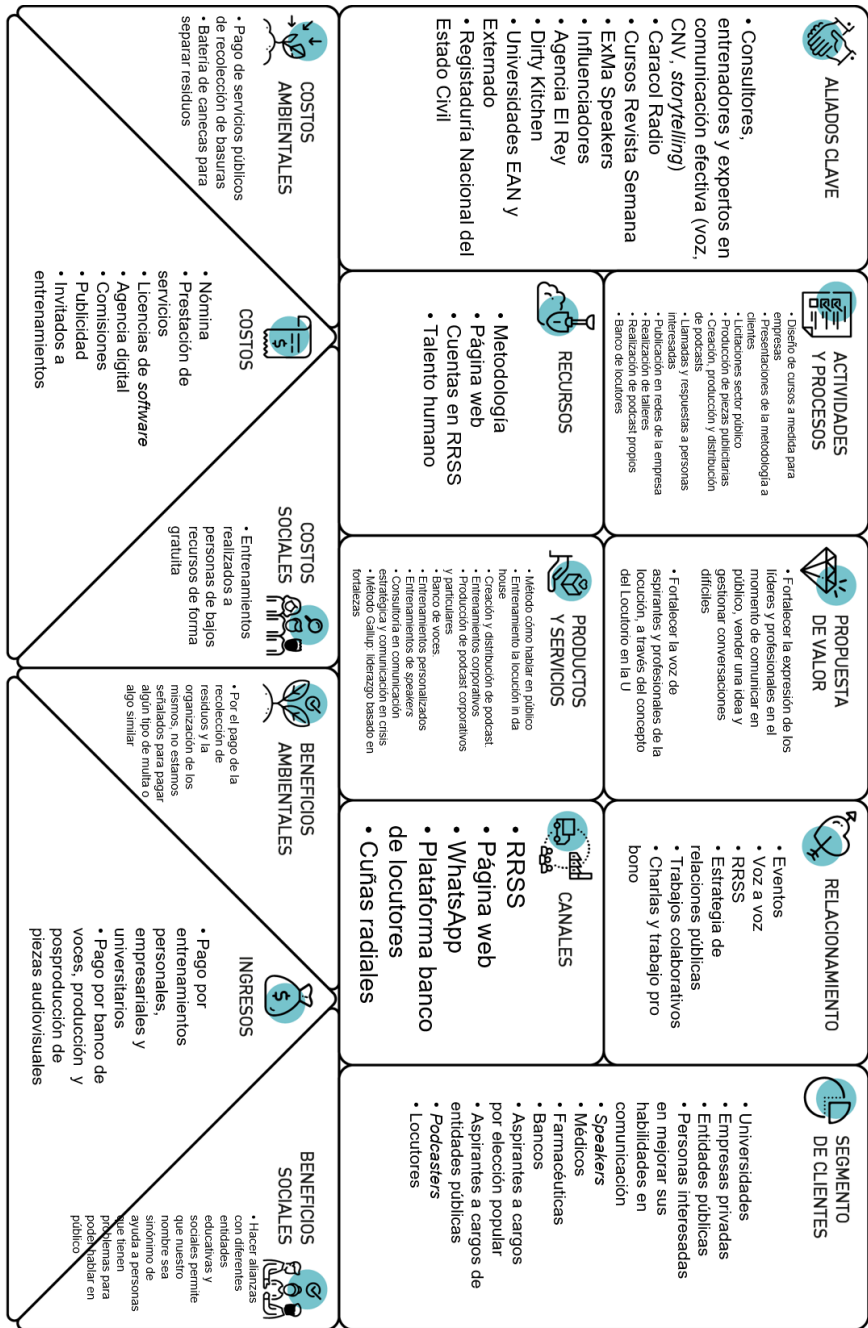 ALIADOS CLAVE
• Consultores,
entrenadores y expertos en
comunicación efectiva (voz,
CNV, storytelling)
• Caracol Radio
• Cursos Revista Semana
• ExMa Speakers
• Influenciadores
• Agencia El Rey
• Dirty Kitchen
• Universidades EAN y
Externado
• Registaduría Nacional del
Estado Civil
ACTIVIDADES
Y PROCESOS
• Diseño de cursos a medida para
empresas
• Presentaciones de la metodología a
clientes
• Licitaciones sector público
• Producción de piezas publicitarias
• Creación, producción y distribución
de podcasts
• Llamadas y respuestas a personas
interesadas
• Publicación en redes de la empresa
• Realización de talleres
• Realización de podcast propios
• Banco de locutores
RECURSOS
• Metodología
• Página web
• Cuentas en RRSS
• Talento humano
PROPUESTA
DE VALOR
• Fortalecer la expresión de los
líderes y profesionales en el
momento de comunicar en
público, vender una idea y
gestionar conversaciones
difíciles
• Fortalecer la voz de
aspirantes y profesionales de la
locución, a través del concepto
del Locutorio en la U
PRODUCTOS
Y SERVICIOS
• Método cómo hablar en público
• Entrenamiento la locución in da
house
• Creación y distribución de podcast
• Entrenamientos corporativos
• Producción de podcast corporativos
y particulares
• Banco de voces
• Entrenamientos personalizados
• Entrenamientos de speakers
• Consultoría en comunicación
estratégica y comunicación en crisis
• Método Gallup: liderazgo basado en
fortalezas
RELACIONAMIENTO
• Eventos
• Voz a voz
• RRSS
• Estrategia de
relaciones públicas
• Trabajos colaborativos
• Charlas y trabajo pro
bono
CANALES
• RRSS
• Página web
• WhatsApp
• Plataforma banco
de locutores
• Cuñas radiales
SEGMENTO
DE CLIENTES
• Universidades
• Empresas privadas
• Entidades públicas
• Personas interesadas
en mejorar sus
habilidades en
comunicación
• Speakers
• Médicos
• Farmacéuticas
• Bancos
• Aspirantes a cargos
por elección popular
• Aspirantes a cargos de
entidades públicas
• Podcasters
• Locutores
COSTOS
AMBIENTALES
• Pago de servicios públicos
de recolección de basuras
• Batería de canecas para
separar residuos
COSTOS
• Nómina
• Prestación de
servicios
• Licencias de software
• Agencia digital
• Comisiones
• Publicidad
• Invitados a
entrenamientos
COSTOS
SOCIALES
• Entrenamientos
realizados a
personas de bajos
recursos de forma
gratuita
BENEFICIOS
AMBIENTALES
• Por el pago de la
recolección de
residuos y la
organización de los
mismos, no estamos
señalados para pagar
algún tipo de multa o
algo similar
INGRESOS
• Pago por
entrenamientos
personales,
empresariales y
universitarios
• Pago por banco de
voces, producción y
posproducción de
piezas audiovisuales
BENEFICIOS
SOCIALES
• Hacer alianzas
con diferentes
entidades
educativas y
sociales permite
que nuestro
nombre sea
sinónimo de
ayuda a personas
que tienen
problemas para
poder hablar en
público